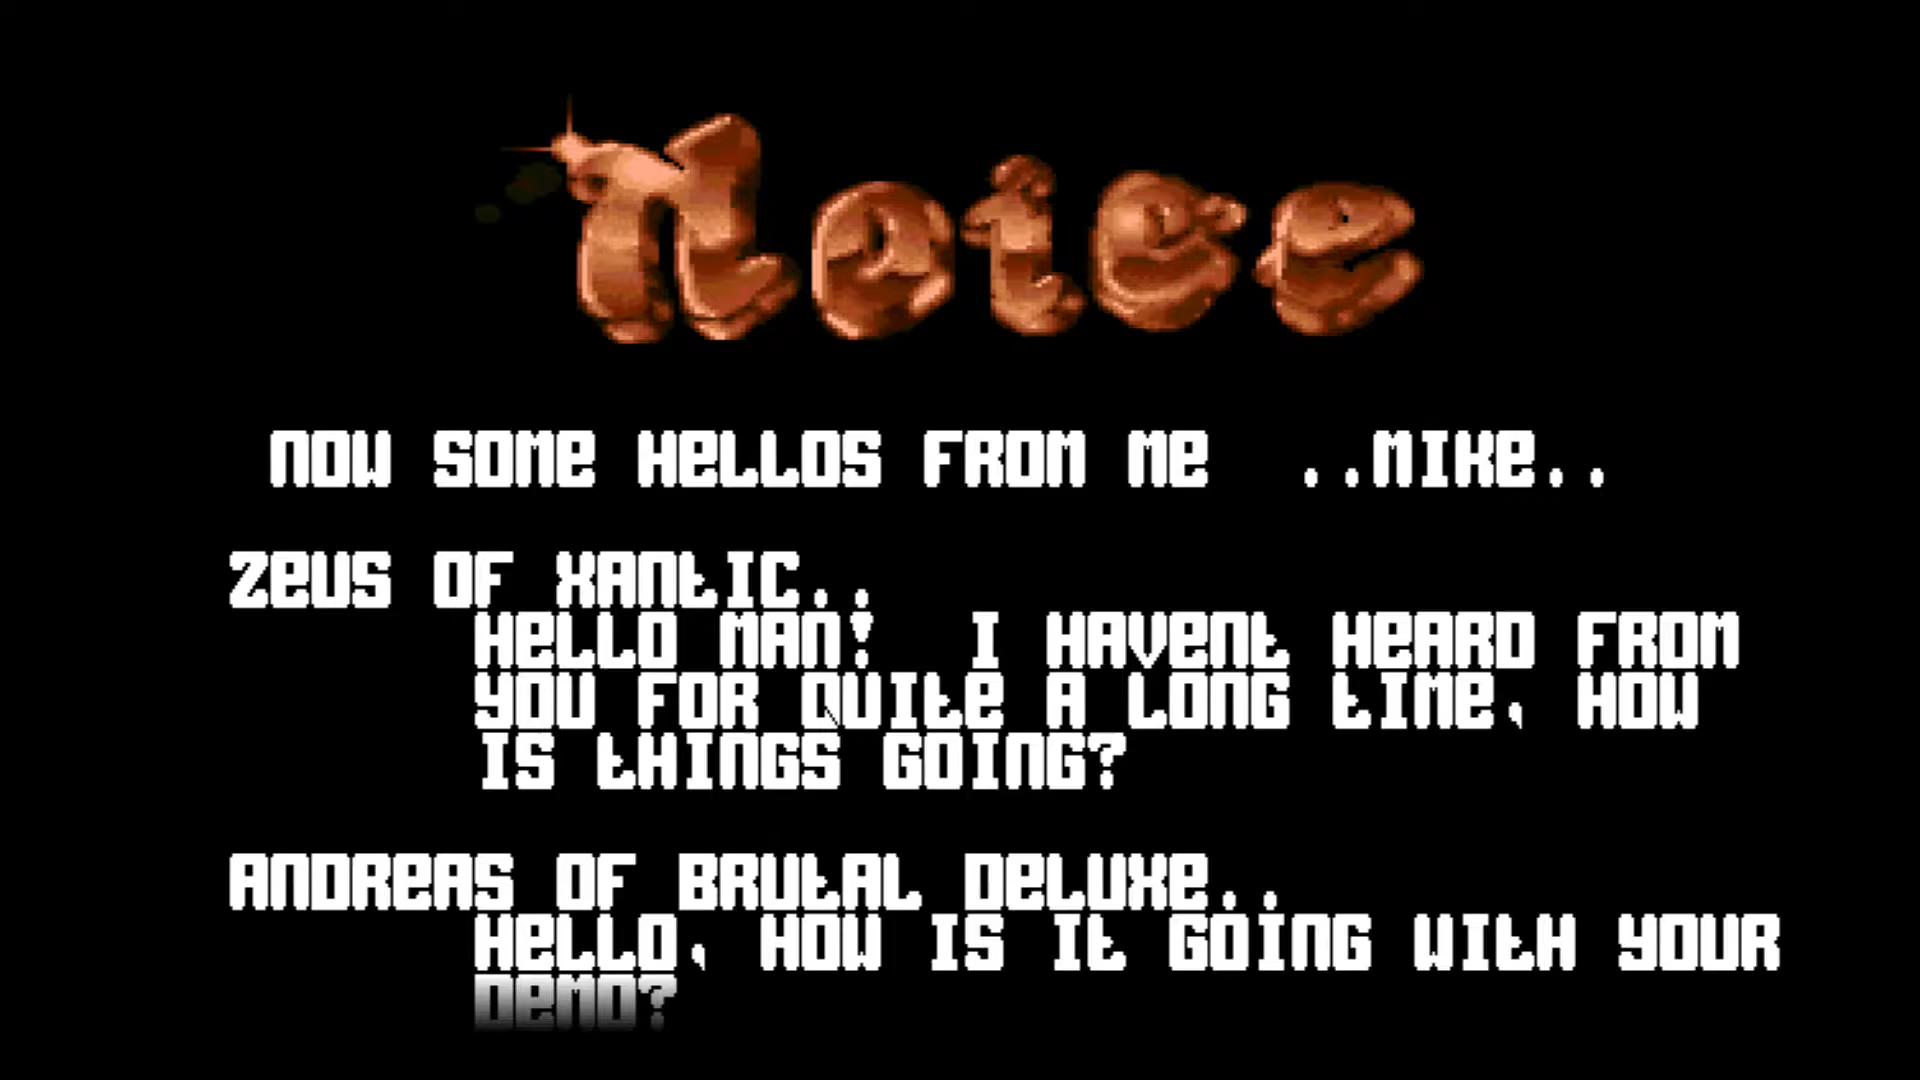 Noice
NOW SOME HELLOS FROM ME ..MIKE..
ZEUS OF XANTIC..
HELLO MAN! I HAVENT HEARD FROM
YOU FOR QUITE A LONG TIME, HOW
IS THINGS GOING?
ANDREAS OF BRUTAL DELUXE..
HELLO, HOW IS IT GOING WITH YOUR
DEMO?